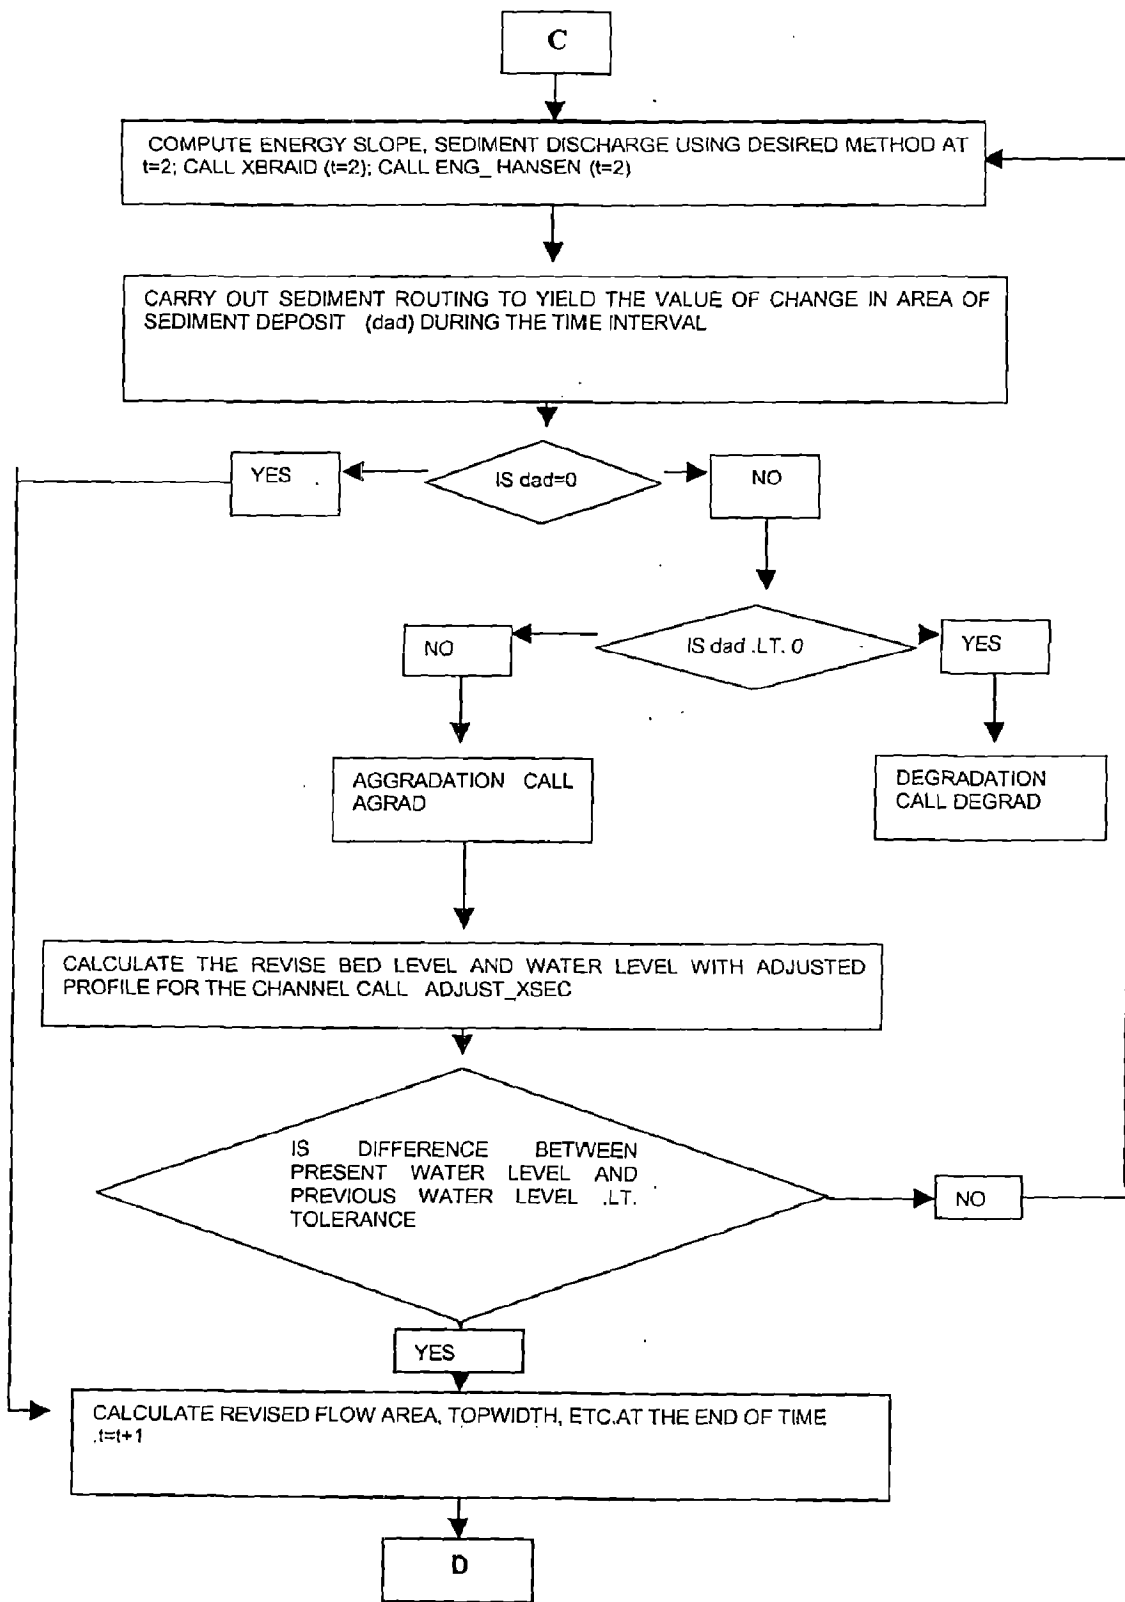 C
COMPUTE ENERGY SLOPE, SEDIMENT DISCHARGE USING DESIRED METHOD AT
t=2; CALL XBRAID (t=2); CALL ENG_ HANSEN (t=2)
CARRY OUT SEDIMENT ROUTING TO YIELD THE VALUE OF CHANGE IN AREA OF
SEDIMENT DEPOSIT (dad) DURING THE TIME INTERVAL
YES
IS dad=0
NO
NO
IS dad .LT. 0
YES
AGGRADATION CALL
AGRAD
DEGRADATION
CALL DEGRAD
CALCULATE THE REVISE BED LEVEL AND WATER LEVEL WITH ADJUSTED
PROFILE FOR THE CHANNEL CALL ADJUST_XSEC
IS DIFFERENCE BETWEEN
PRESENT WATER LEVEL AND
PREVIOUS WATER LEVEL .LT.
TOLERANCE
NO
YES
CALCULATE REVISED FLOW AREA, TOPWIDTH, ETC.AT THE END OF TIME
.t=t+1
D